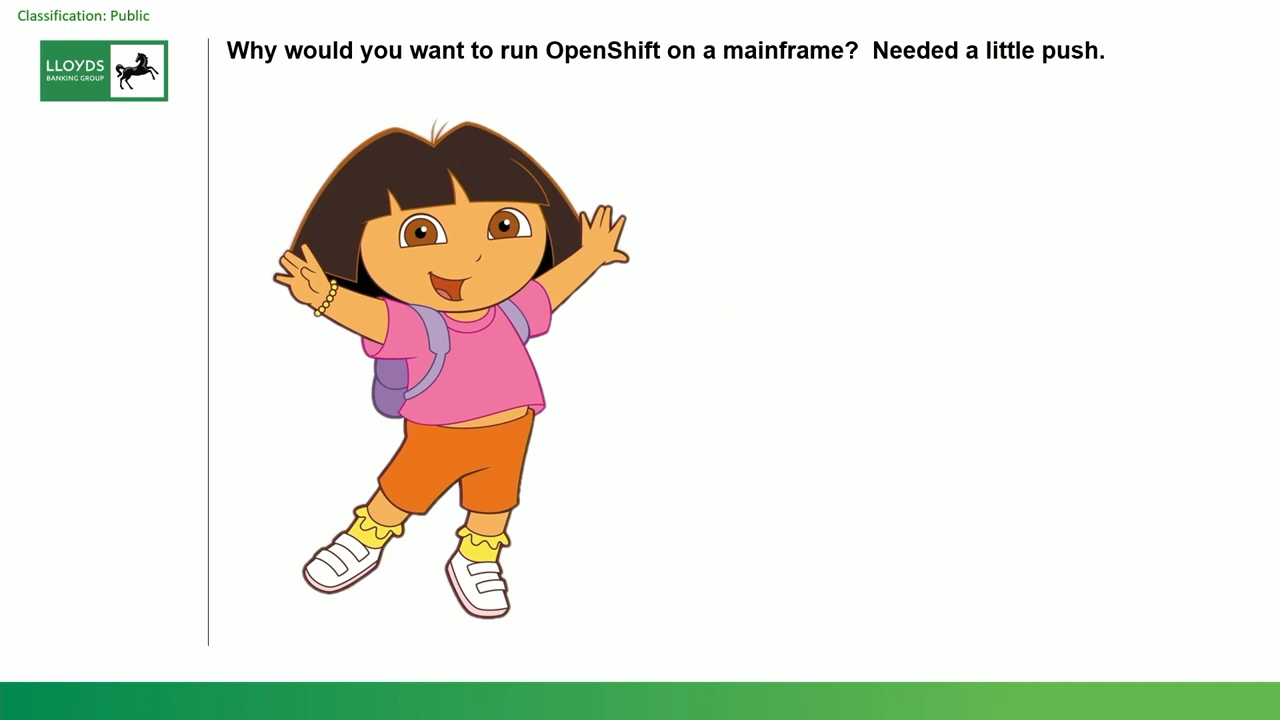 Classification: Public
LLOYDS
BANKING GROUP
Why would you want to run OpenShift on a mainframe?  Needed a little push.